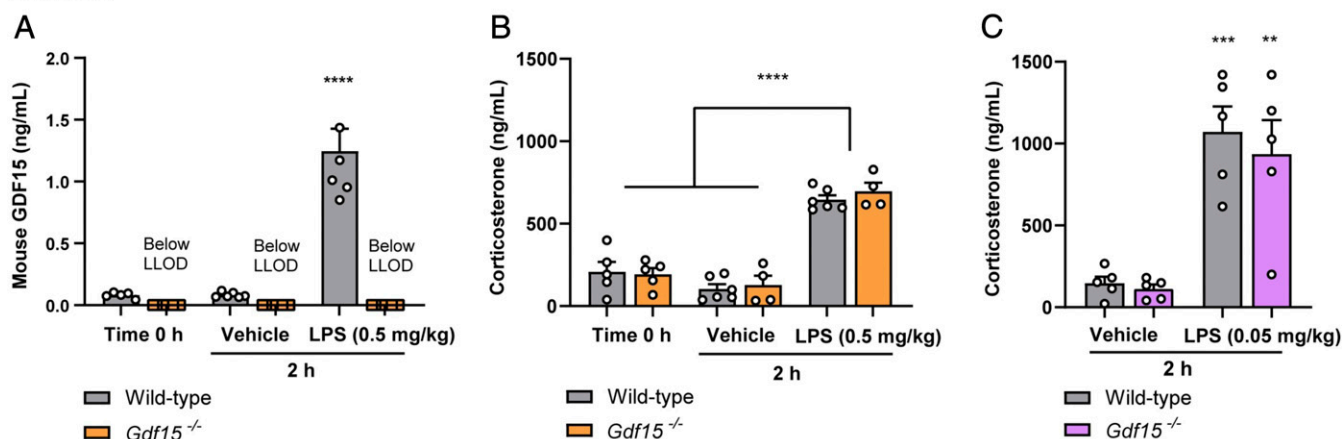 A
Mouse GDF15 (ng/mL)
2.0
1.5
1.0
0.5
0.0
****
Below
LLOD
Below
LLOD
Below
LLOD
Time 0 h
Vehicle
LPS (0.5 mg/kg)
2 h
Wild-type
Gdf15 -/-
B
Corticosterone (ng/mL)
1500
1000
500
0
****
Time 0 h
Vehicle
LPS (0.5 mg/kg)
2 h
Wild-type
Gdf15 -/-
C
Corticosterone (ng/mL)
1500
1000
500
0
***
**
Vehicle
LPS (0.05 mg/kg)
2 h
Wild-type
Gdf15 -/-